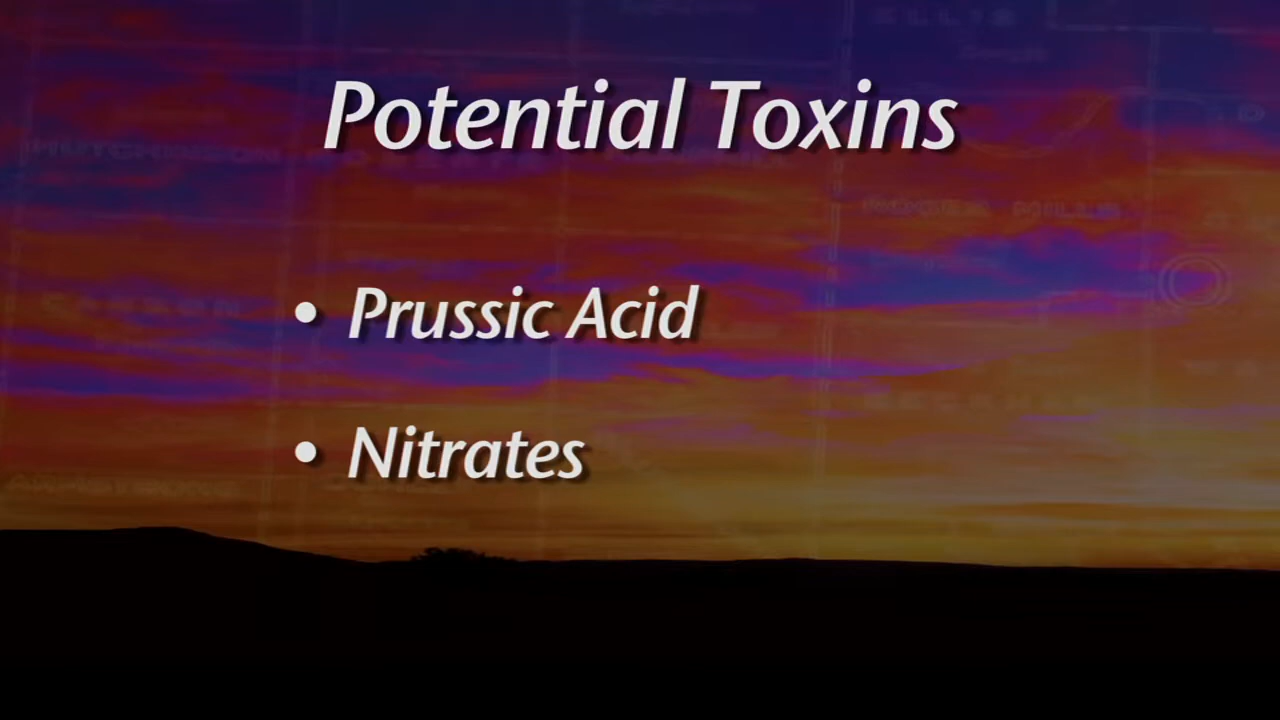 Potential Toxins
• Prussic Acid
• Nitrates